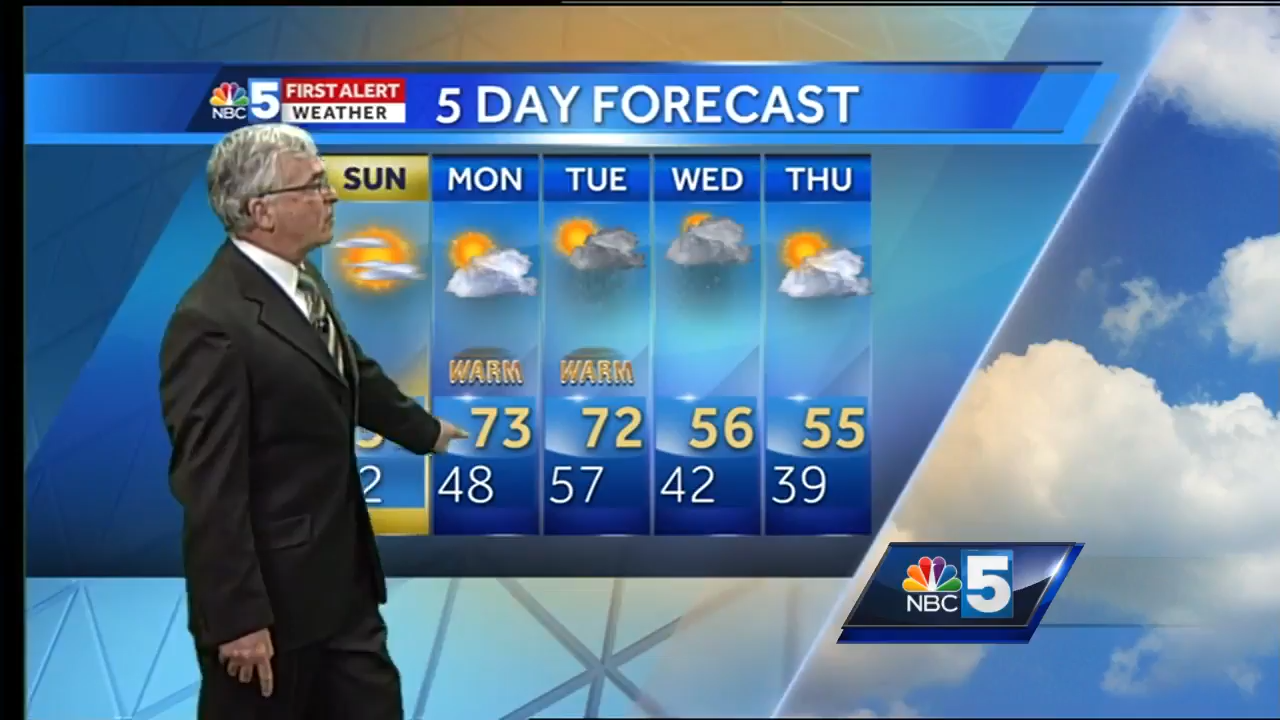 NBC 5 FIRST ALERT WEATHER
5 DAY FORECAST
SUN MON TUE WED THU
WARM WARM
73 72 56 55
2 48 57 42 39
NBC 5